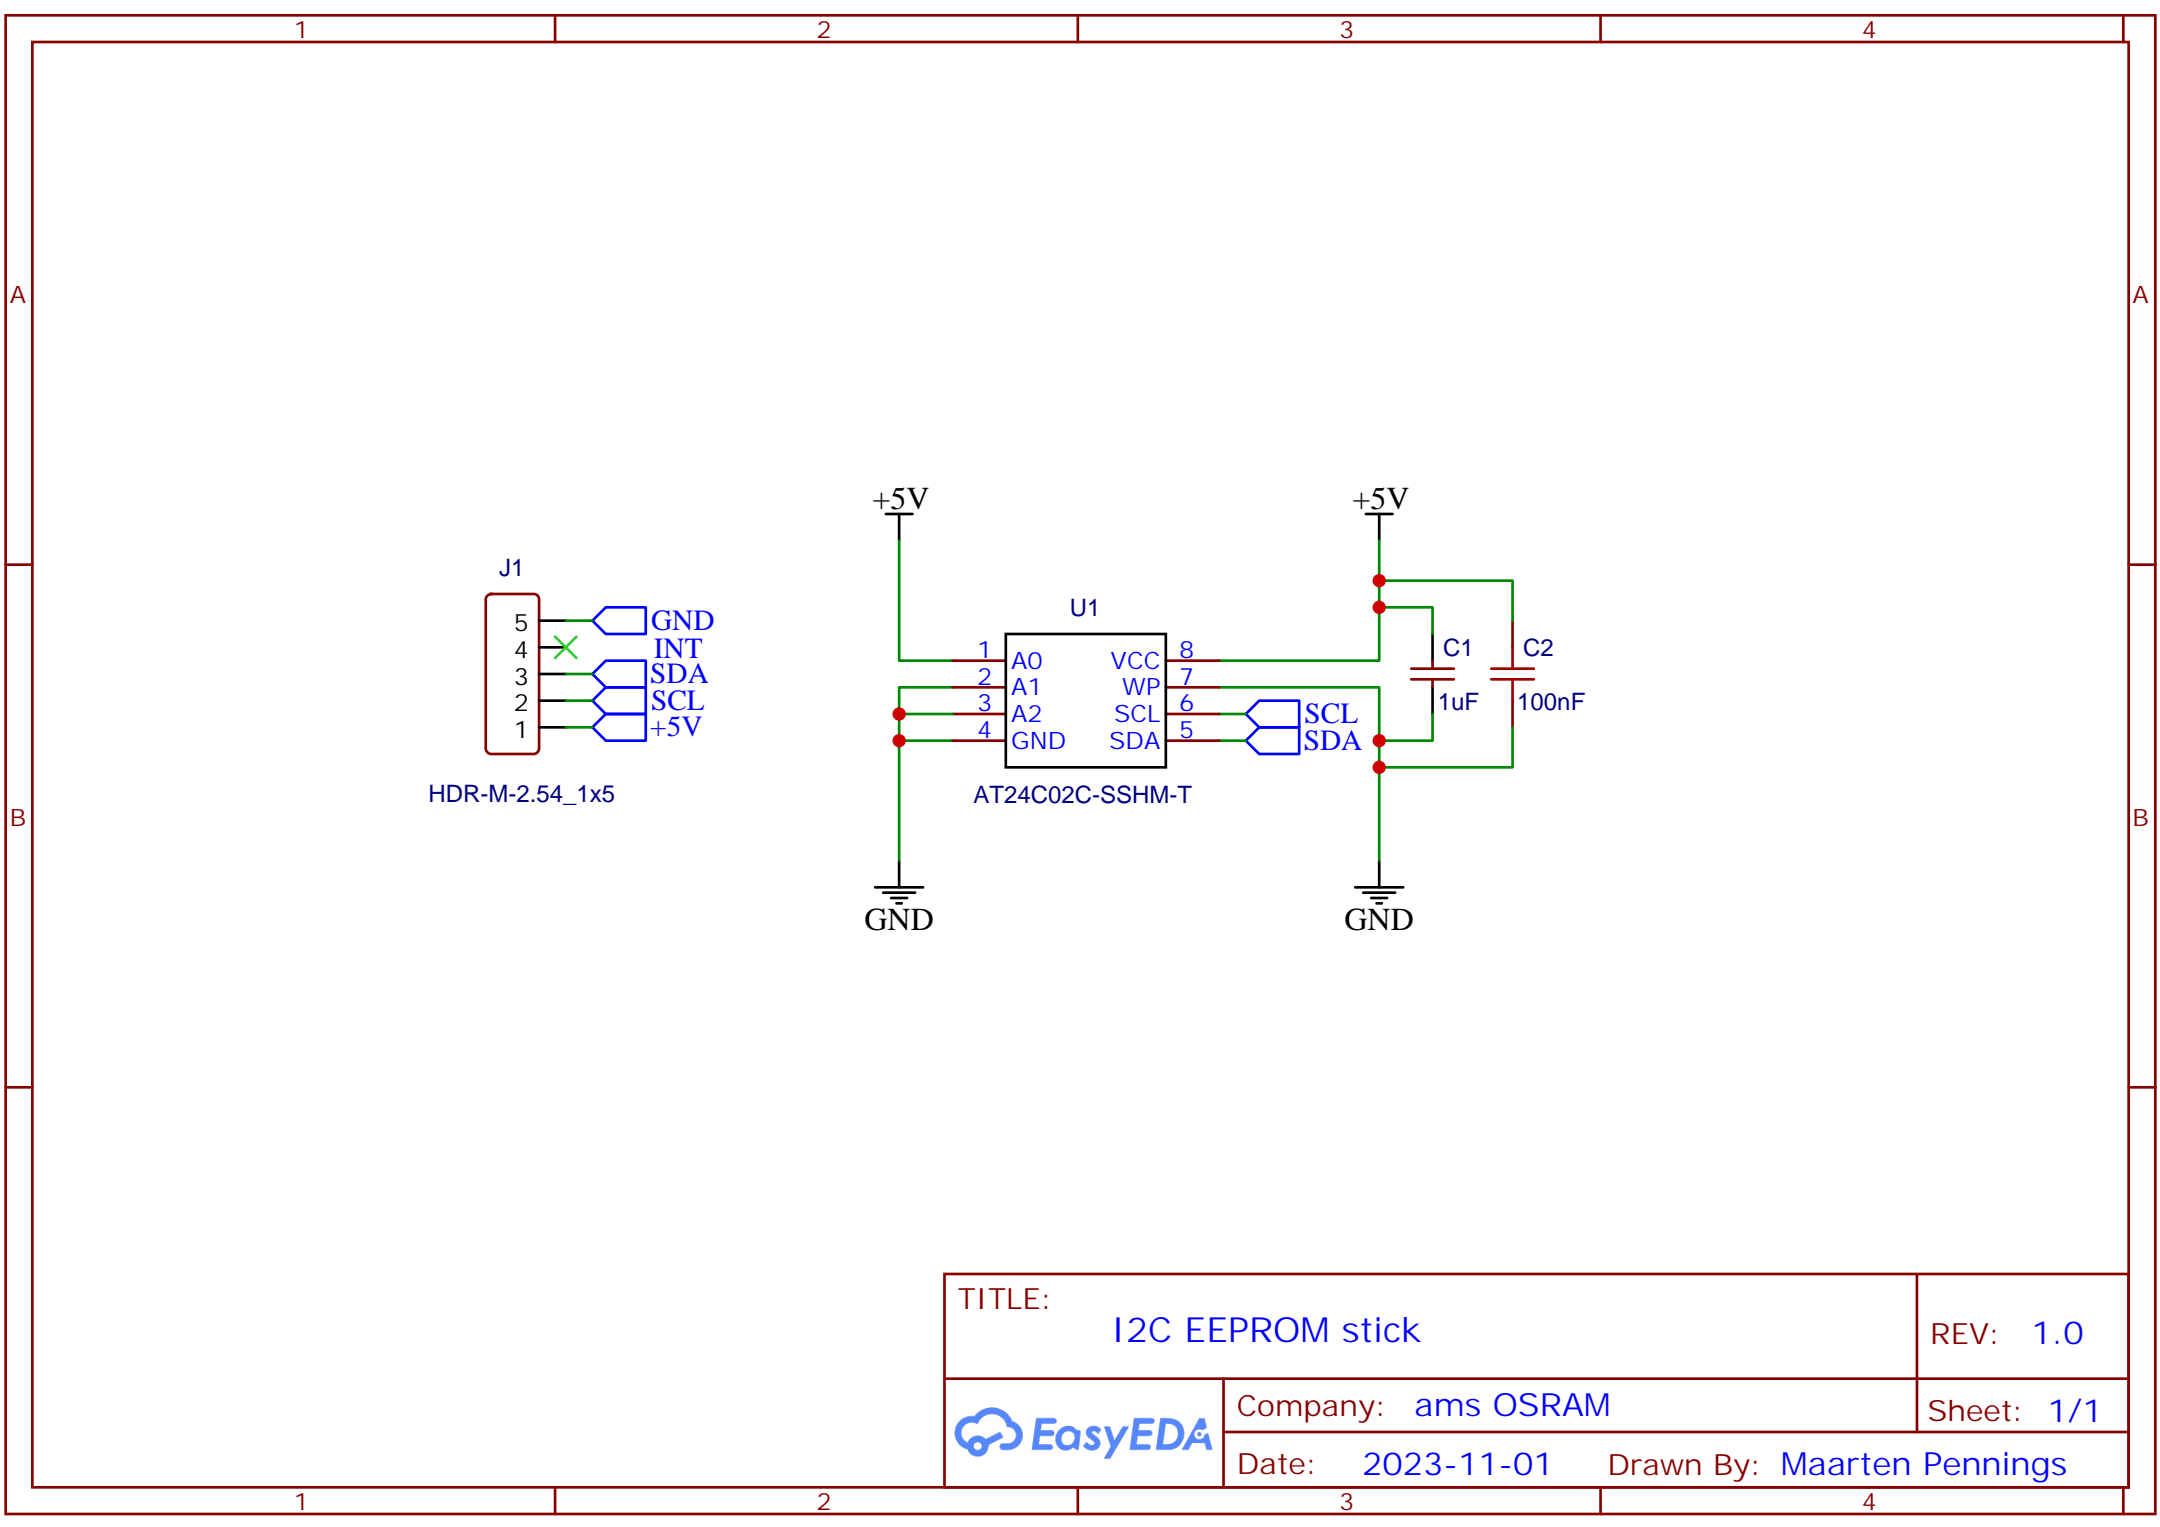 1 2 3 4
A A
+5V +5V
J1
5 GND
4 INT
3 SDA
2 SCL
1 +5V
HDR-M-2.54_1x5
U1
1 A0 VCC 8
2 A1 WP 7
3 A2 SCL 6 SCL
4 GND SDA 5 SDA
AT24C02C-SSHM-T
C1 C2
1uF 100nF
B B
GND GND
TITLE:
I2C EEPROM stick
REV: 1.0
EasyEDA
Company: ams OSRAM
Sheet: 1/1
Date: 2023-11-01 Drawn By: Maarten Pennings
1 2 3 4